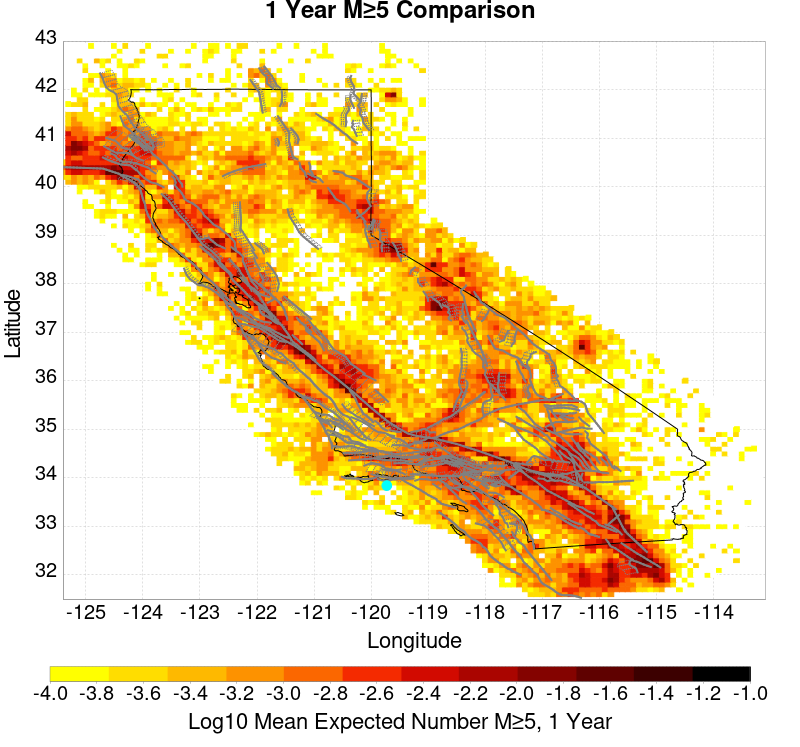 1 Year M≥5 Comparison
43
42
41
40
39
38
37
36
35
34
33
32
Latitude
-125 -124 -123 -122 -121 -120 -119 -118 -117 -116 -115 -114
Longitude
-4.0 -3.8 -3.6 -3.4 -3.2 -3.0 -2.8 -2.6 -2.4 -2.2 -2.0 -1.8 -1.6 -1.4 -1.2 -1.0
Log10 Mean Expected Number M≥5, 1 Year